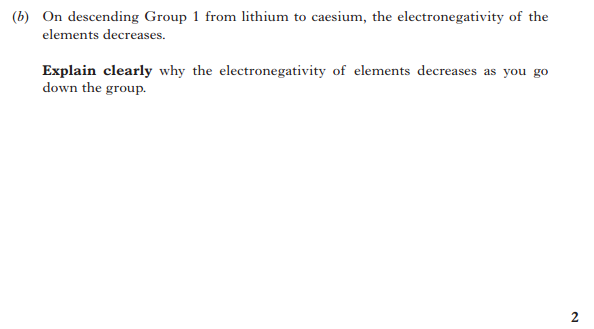 (b) On descending Group 1 from lithium to caesium, the electronegativity of the
elements decreases.
Explain clearly why the electronegativity of elements decreases as you go
down the group.
2